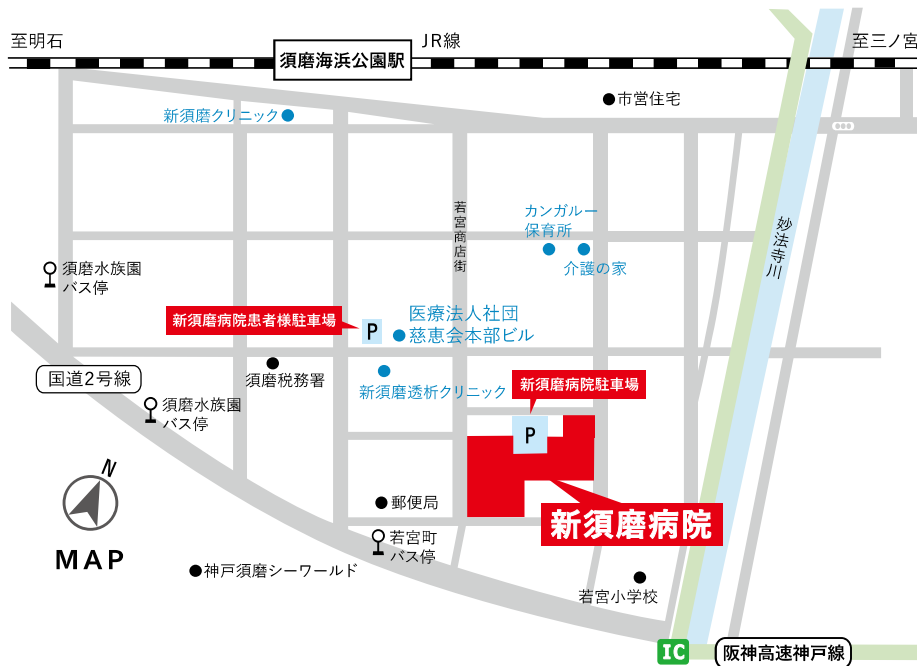 至明石
JR線
至三ノ宮
須磨海浜公園駅
市営住宅
新須磨クリニック
若宮商店街
カンガルー
保育所
介護の家
妙法寺川
須磨水族園
バス停
新須磨病院患者様駐車場
P
医療法人社団
慈恵会本部ビル
国道2号線
須磨税務署
新須磨透析クリニック
新須磨病院駐車場
須磨水族園
バス停
P
N
郵便局
新須磨病院
若宮町
バス停
MAP
神戸須磨シーワールド
若宮小学校
IC
阪神高速神戸線